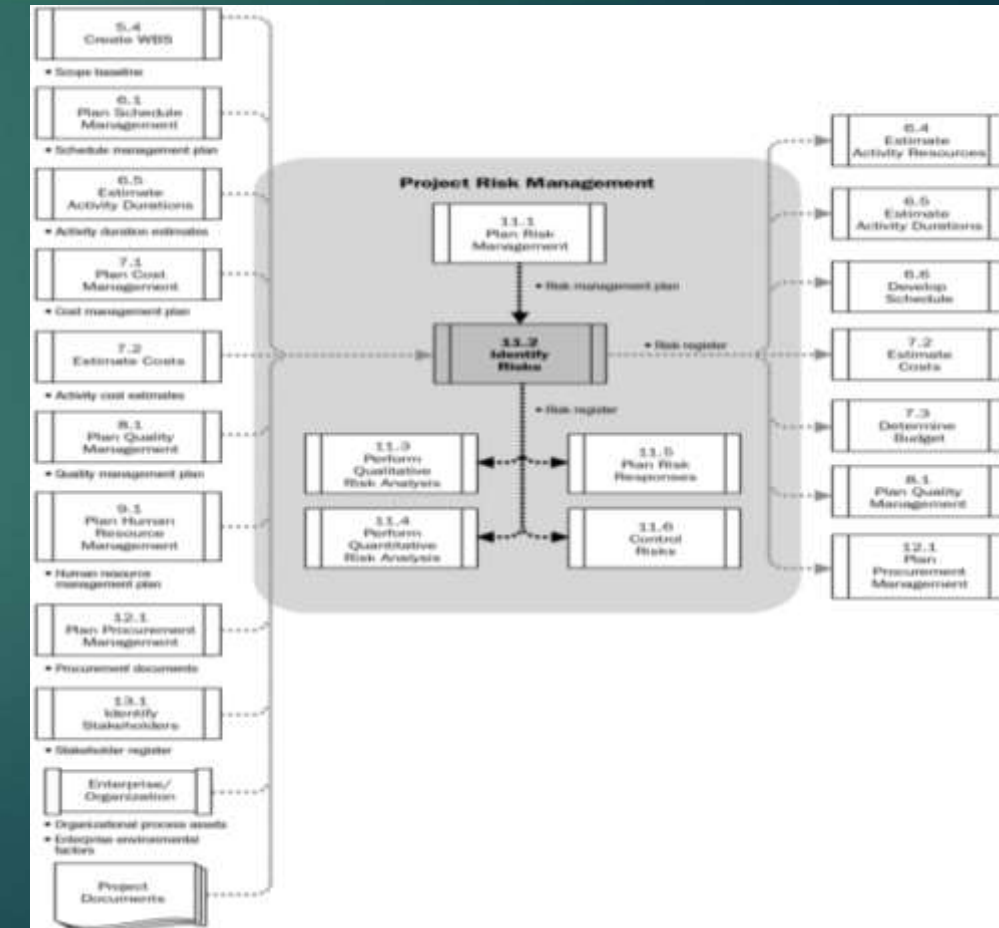 5.4
Create WBS
• Scope baseline
6.1
Plan Schedule
Management
• Schedule management plan
6.5
Estimate
Activity Durations
• Activity duration estimates
7.1
Plan Cost
Management
• Cost management plan
7.2
Estimate Costs
• Activity cost estimates
8.1
Plan Quality
Management
• Quality management plan
9.1
Plan Human
Resource
Management
• Human resource
management plan
12.1
Plan Procurement
Management
• Procurement documents
13.1
Identify
Stakeholders
• Stakeholder register
Enterprise/
Organization
• Organizational process assets
• Enterprise environmental
factors
Project
Documents
Project Risk Management
11.1
Plan Risk
Management
• Risk management plan
11.2
Identify
Risks
• Risk register
• Risk register
11.3
Perform
Qualitative
Risk Analysis
11.5
Plan Risk
Responses
11.4
Perform
Quantitative
Risk Analysis
11.6
Control
Risks
6.4
Estimate
Activity Resources
6.5
Estimate
Activity Durations
6.6
Develop
Schedule
7.2
Estimate
Costs
7.3
Determine
Budget
8.1
Plan Quality
Management
12.1
Plan
Procurement
Management